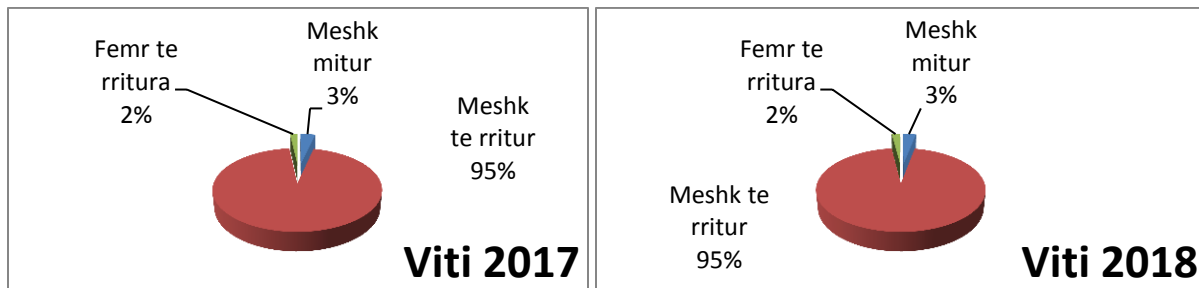 Femr te
rritura
2%
Meshk
mitur
3%
Meshk
te rritur
95%
Viti 2017
Femr te
rritura
2%
Meshk
mitur
3%
Meshk te
rritur
95%
Viti 2018